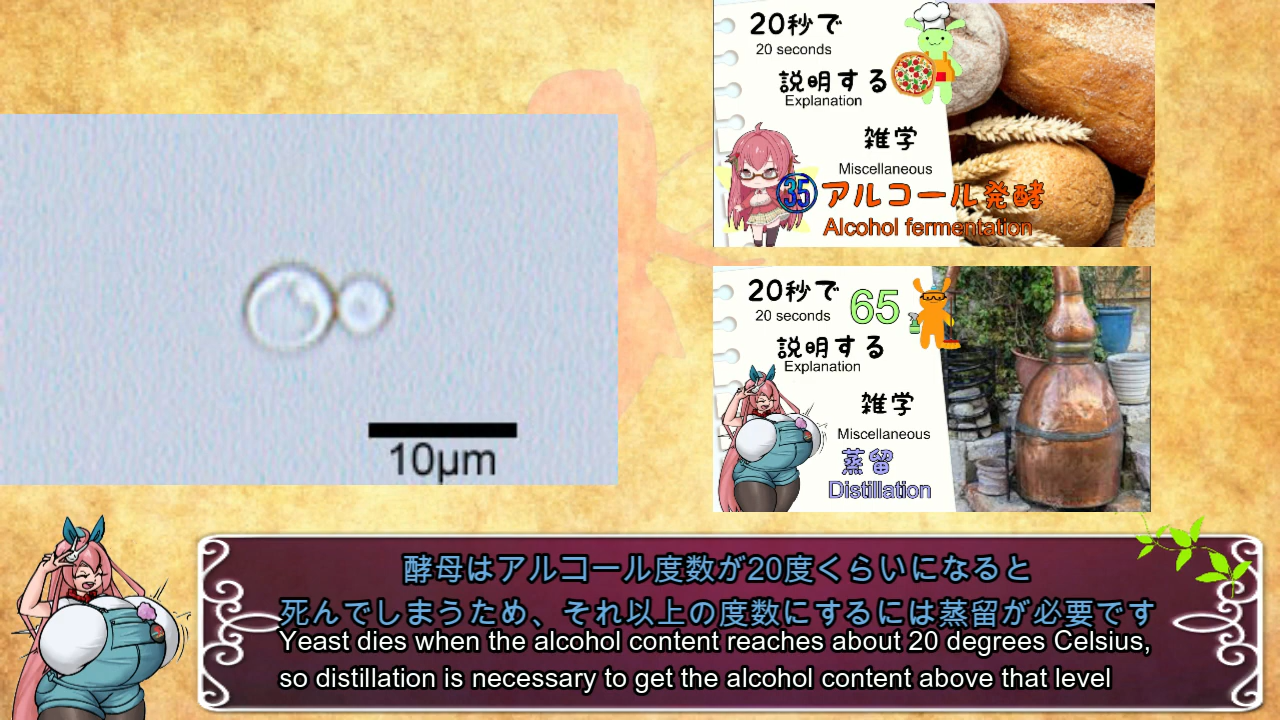 10μm
20秒で
20 seconds
説明する
Explanation
雑学
Miscellaneous
35 アルコール発酵
Alcohol fermentation
20秒で 65
20 seconds
説明する
Explanation
雑学
Miscellaneous
蒸留
Distillation
酵母はアルコール度数が20度くらいになると
死んでしまうため、それ以上の度数にするには蒸留が必要です
Yeast dies when the alcohol content reaches about 20 degrees Celsius,
so distillation is necessary to get the alcohol content above that level